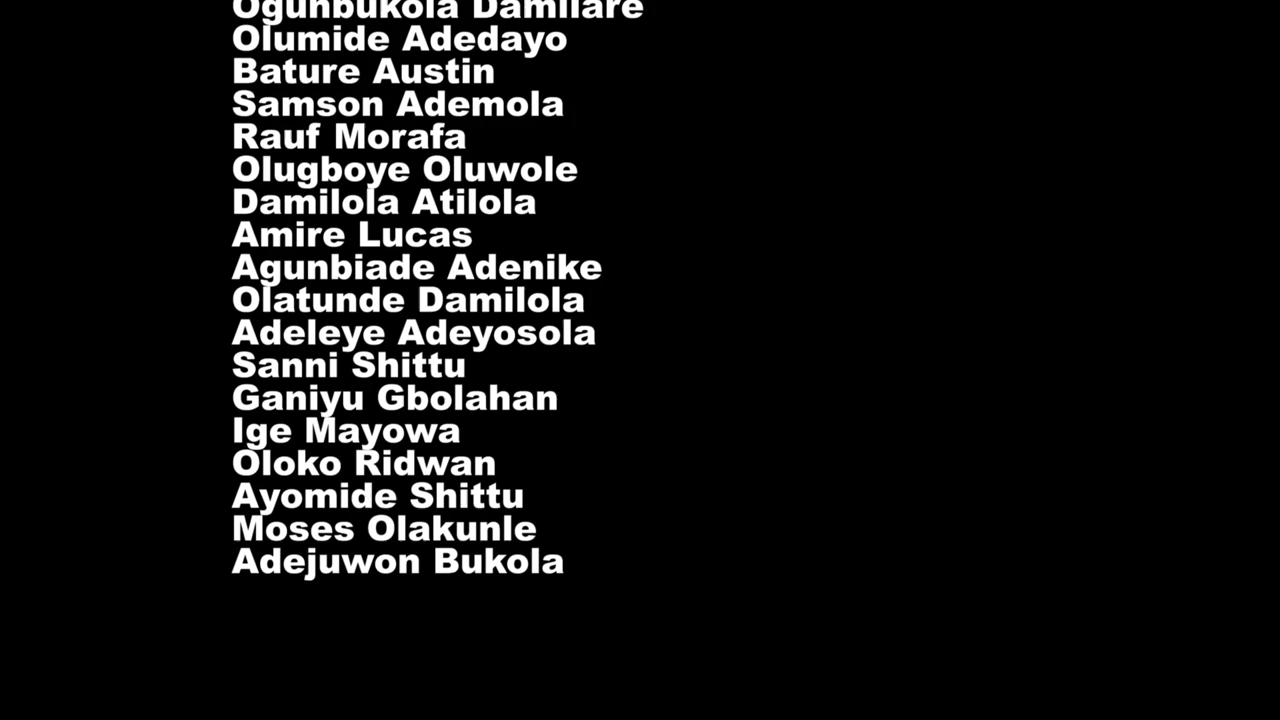 Ogunbukola Damilare
Olumide Adedayo
Bature Austin
Samson Ademola
Rauf Morafa
Olugboye Oluwole
Damilola Atilola
Amire Lucas
Agunbiade Adenike
Olatunde Damilola
Adeleye Adeyosola
Sanni Shittu
Ganiyu Gbolahan
Ige Mayowa
Oloko Ridwan
Ayomide Shittu
Moses Olakunle
Adejuwon Bukola